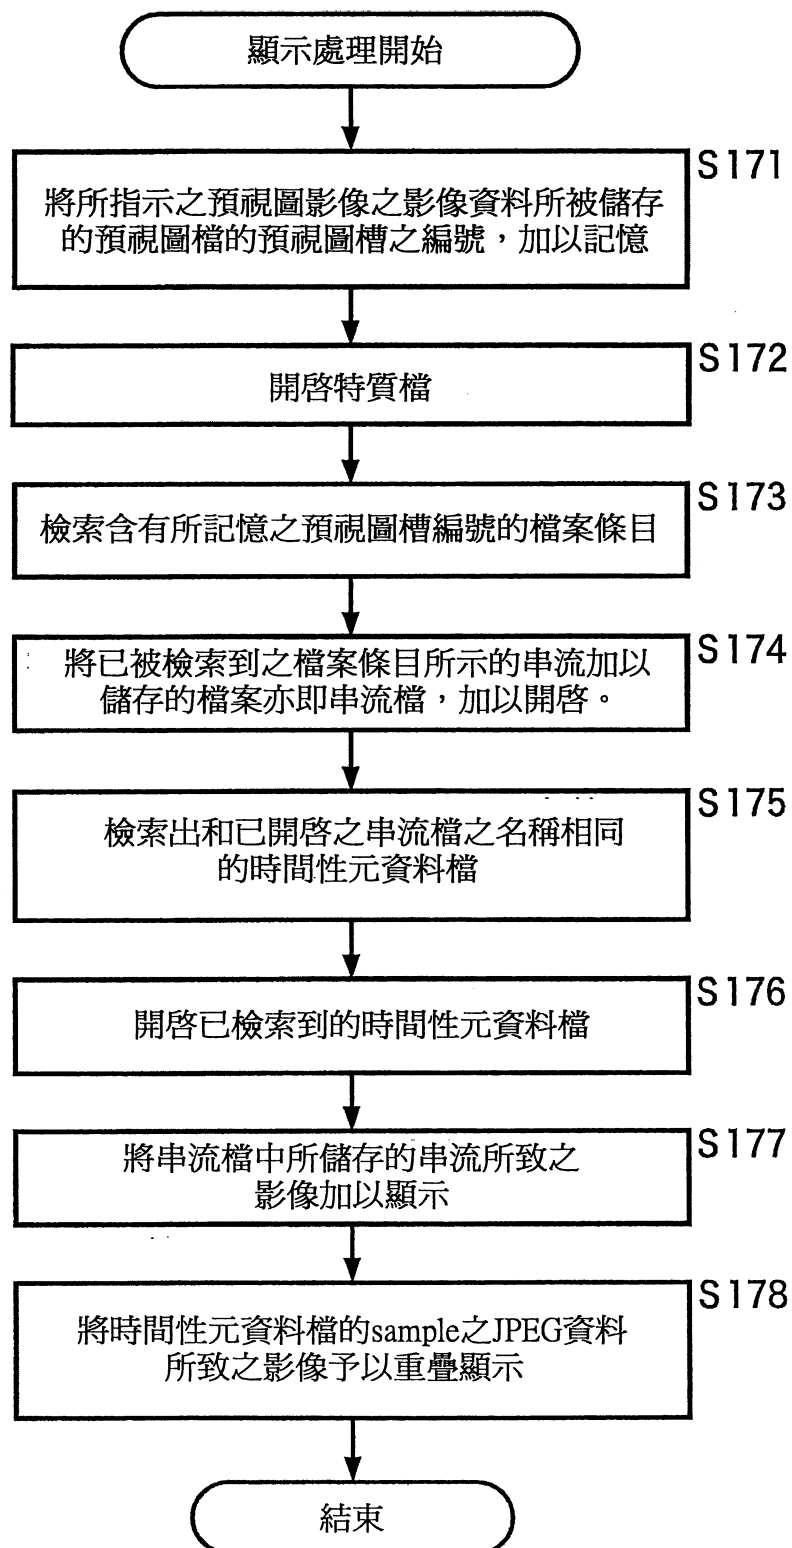 顯示處理開始
S171
將所指示之預視圖影像之影像資料所被儲存
的預視圖檔的預視圖槽之編號，加以記憶
S172
開啓特質檔
S173
檢索含有所記憶之預視圖槽編號的檔案條目
S174
將已被檢索到之檔案條目所示的串流加以
儲存的檔案亦即串流檔，加以開啓。
S175
檢索出和已開啓之串流檔之名稱相同
的時間性元資料檔
S176
開啓已檢索到的時間性元資料檔
S177
將串流檔中所儲存的串流所致之
影像加以顯示
S178
將時間性元資料檔的sample之JPEG資料
所致之影像予以重疊顯示
結束